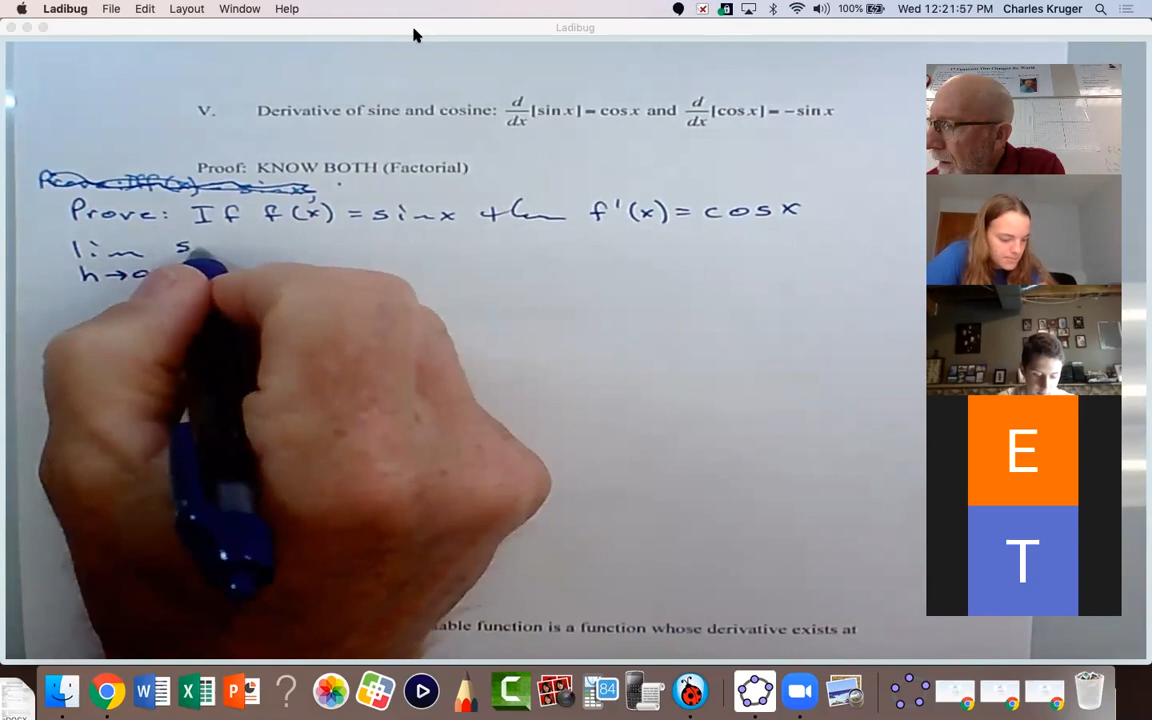 Ladibug File Edit Layout Window Help 100% Wed 12:21:57 PM Charles Kruger
Ladibug
V. Derivative of sine and cosine: d/dx[sin x] = cos x and d/dx[cos x] = −sin x
Proof: KNOW BOTH (Factorial)
Prove: If f(x) = sin x then f'(x) = cos x
lim s
h→0
able function is a function whose derivative exists at
E
T
84